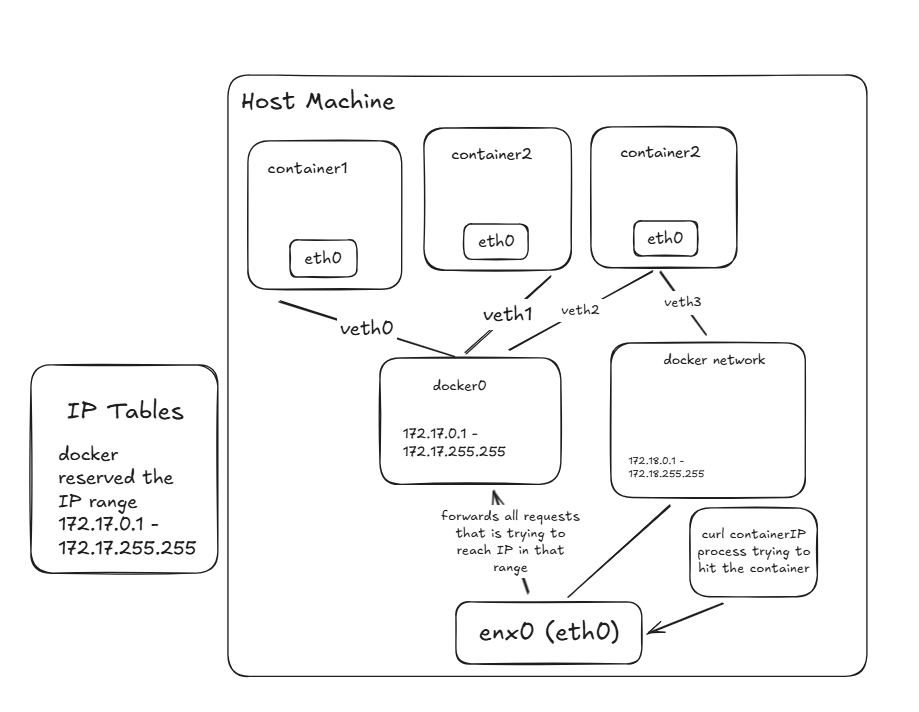 Host Machine
container1
eth0
container2
eth0
container2
eth0
veth0
veth1
veth2
veth3
IP Tables
docker
reserved the
IP range
172.17.0.1 -
172.17.255.255
docker0
172.17.0.1 -
172.17.255.255
docker network
172.18.0.1 -
172.18.255.255
forwards all requests
that is trying to
reach IP in that
range
curl containerIP
process trying to
hit the container
enx0 (eth0)